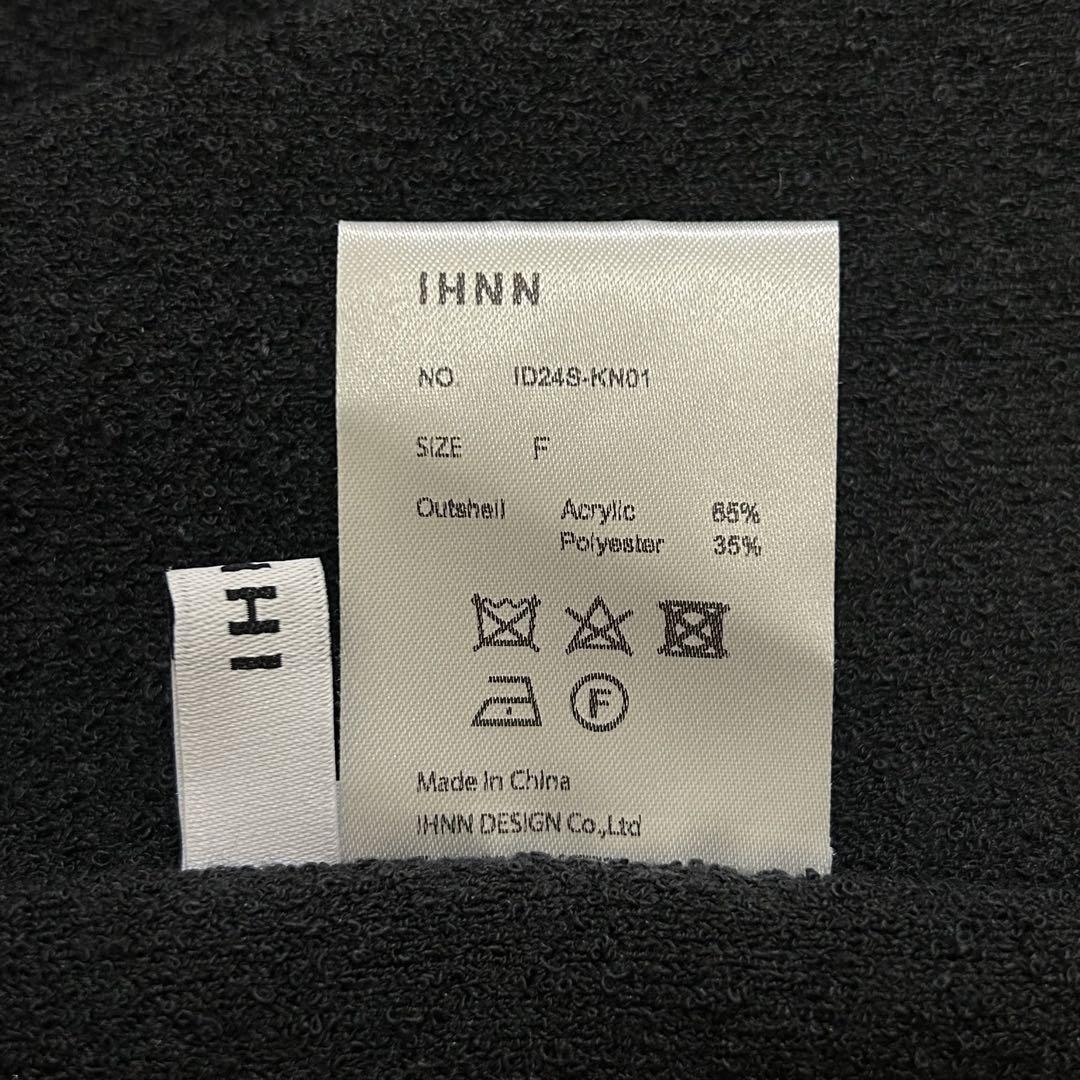 IHNN
NO ID24S-KN01
SIZE F
Outshell Acrylic 65%
Polyester 35%
F
Made In China
IHNN DESIGN Co.,Ltd
IH